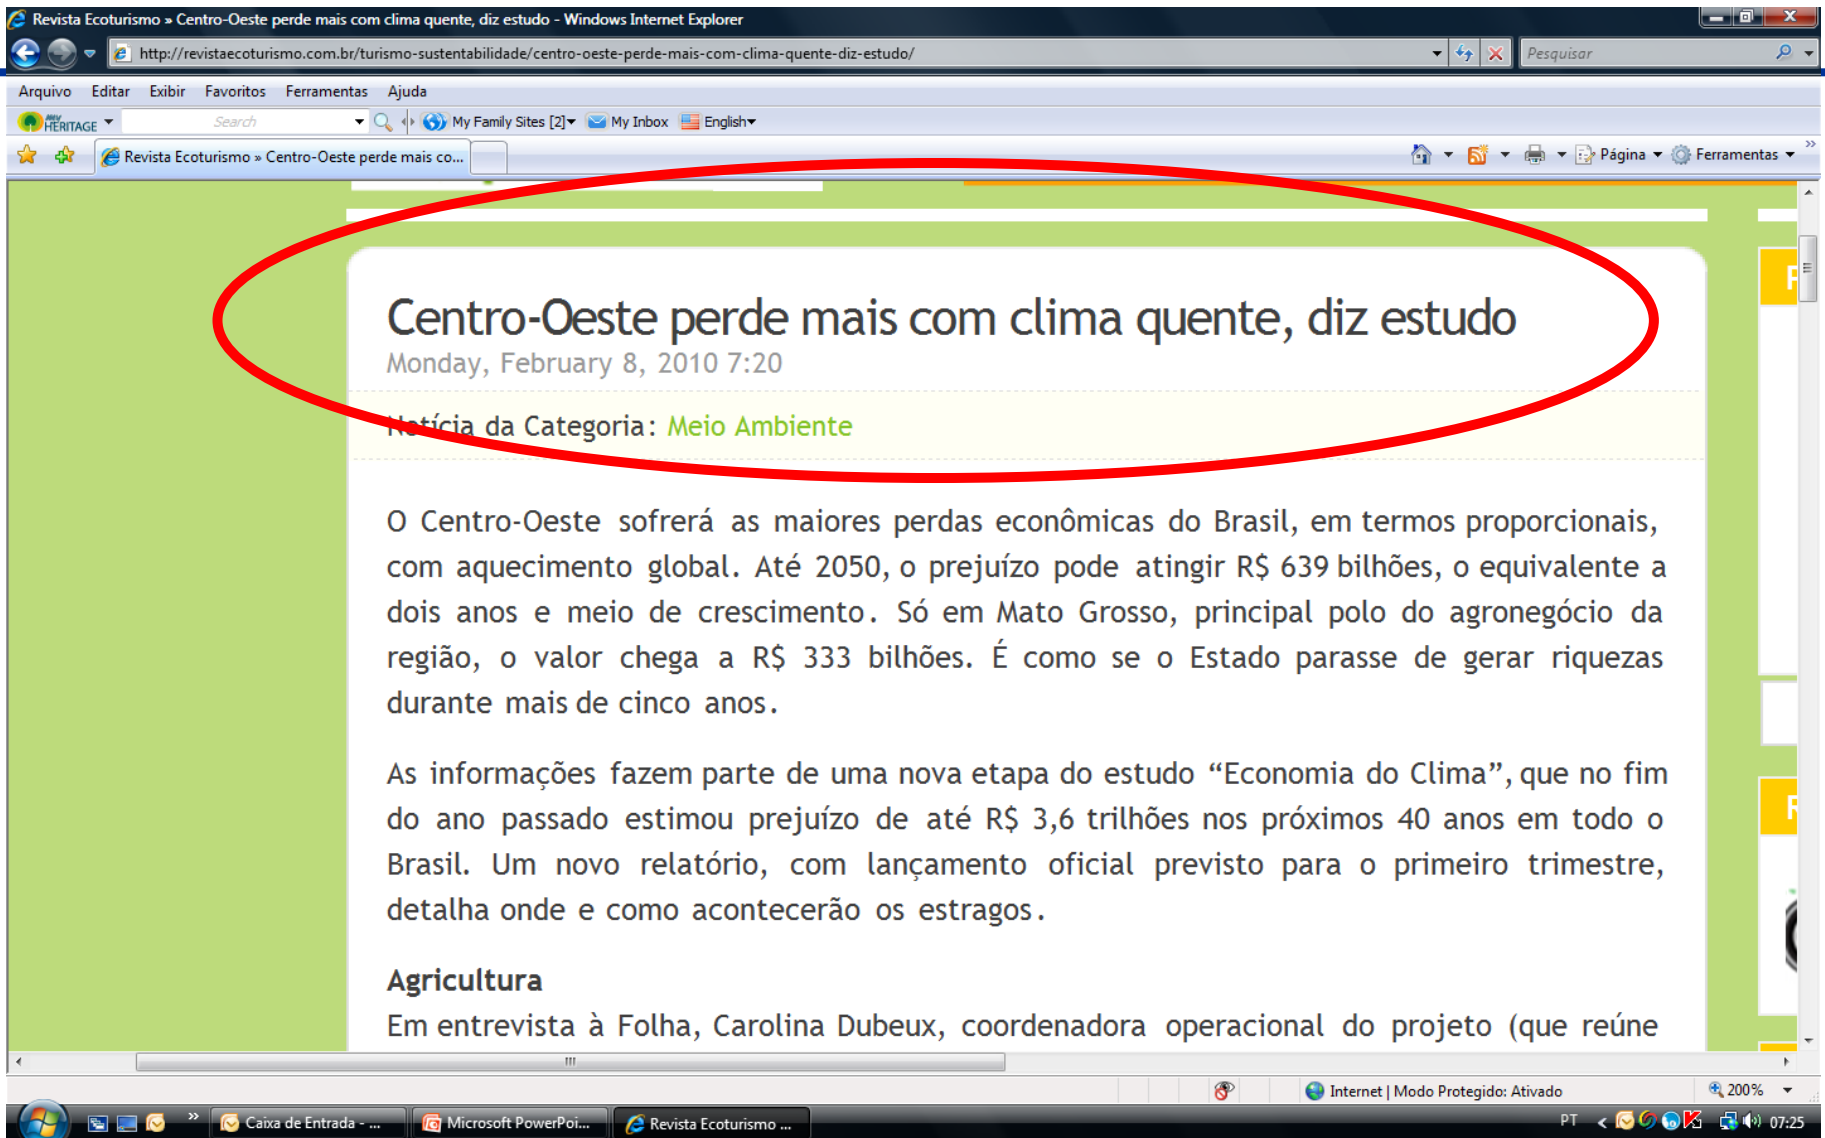 Revista Ecoturismo » Centro-Oeste perde mais com clima quente, diz estudo - Windows Internet Explorer
http://revistaecoturismo.com.br/turismo-sustentabilidade/centro-oeste-perde-mais-com-clima-quente-diz-estudo/
Pesquisar
Arquivo Editar Exibir Favoritos Ferramentas Ajuda
MY HERITAGE Search My Family Sites [2] My Inbox English
Revista Ecoturismo » Centro-Oeste perde mais co... Página Ferramentas
Centro-Oeste perde mais com clima quente, diz estudo
Monday, February 8, 2010 7:20
Notícia da Categoria: Meio Ambiente
O Centro-Oeste sofrerá as maiores perdas econômicas do Brasil, em termos proporcionais,
com aquecimento global. Até 2050, o prejuízo pode atingir R$ 639 bilhões, o equivalente a
dois anos e meio de crescimento. Só em Mato Grosso, principal polo do agronegócio da
região, o valor chega a R$ 333 bilhões. É como se o Estado parasse de gerar riquezas
durante mais de cinco anos.
As informações fazem parte de uma nova etapa do estudo “Economia do Clima”, que no fim
do ano passado estimou prejuízo de até R$ 3,6 trilhões nos próximos 40 anos em todo o
Brasil. Um novo relatório, com lançamento oficial previsto para o primeiro trimestre,
detalha onde e como acontecerão os estragos.
Agricultura
Em entrevista à Folha, Carolina Dubeux, coordenadora operacional do projeto (que reúne
Internet | Modo Protegido: Ativado 200%
Caixa de Entrada - ... Microsoft PowerPoi... Revista Ecoturismo ... PT 07:25